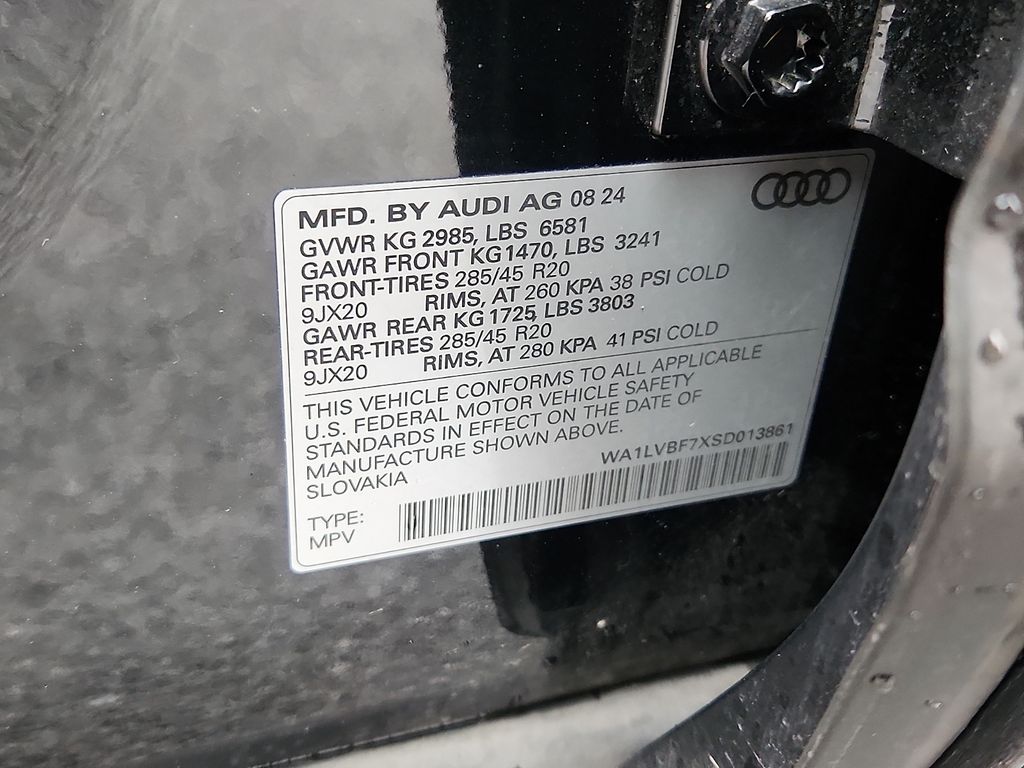 MFD. BY AUDI AG 08 24
GVWR KG 2985, LBS 6581
GAWR FRONT KG 1470, LBS 3241
FRONT-TIRES 285/45 R20
9JX20 RIMS, AT 260 KPA 38 PSI COLD
GAWR REAR KG 1725, LBS 3803
REAR-TIRES 285/45 R20
9JX20 RIMS, AT 280 KPA 41 PSI COLD
THIS VEHICLE CONFORMS TO ALL APPLICABLE
U.S. FEDERAL MOTOR VEHICLE SAFETY
STANDARDS IN EFFECT ON THE DATE OF
MANUFACTURE SHOWN ABOVE.
SLOVAKIA
WA1LVBF7XSD013861
TYPE:
MPV